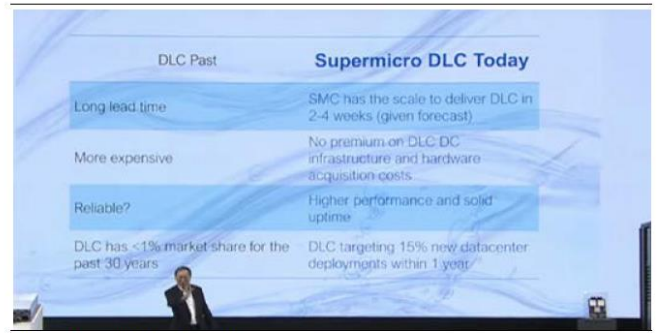 DLC Past
Supermicro DLC Today
Long lead time
SMC has the scale to deliver DLC in
2-4 weeks (given forecast)
More expensive
No premium on DLC DC
infrastructure and hardware
acquisition costs
Reliable?
Higher performance and solid
uptime
DLC has <1% market share for the
past 30 years
DLC targeting 15% new datacenter
deployments within 1 year